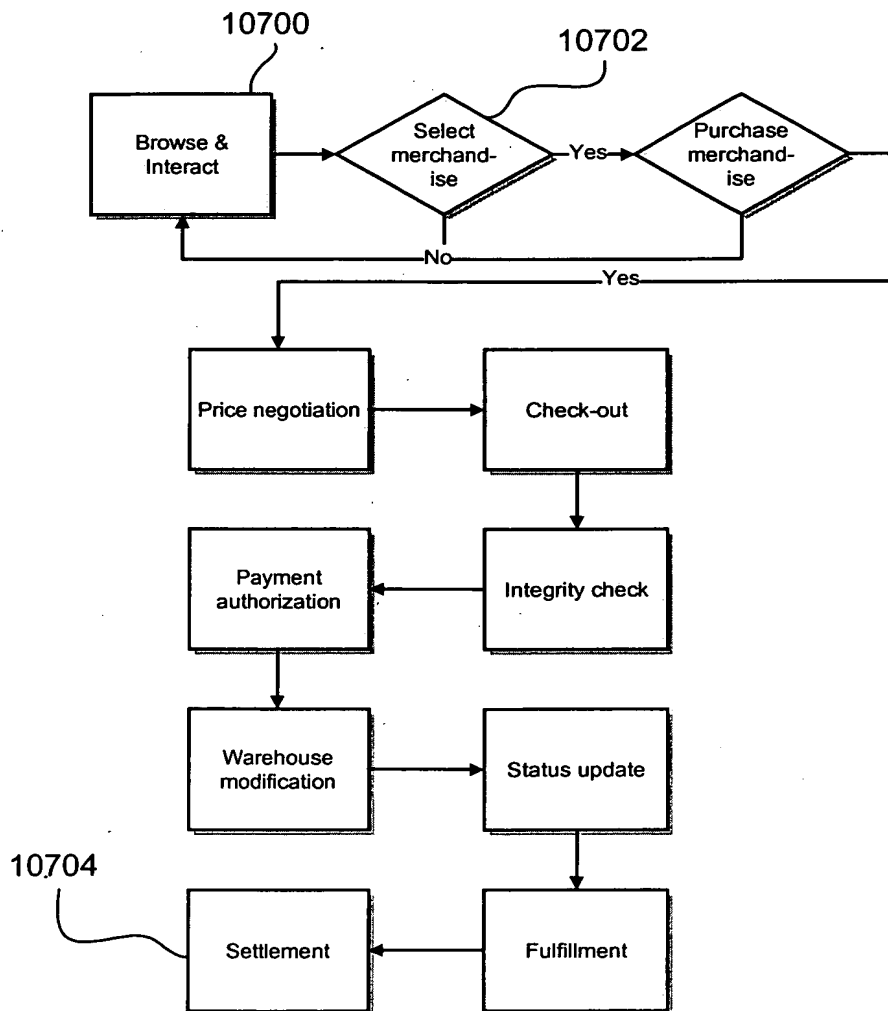 10700
10702
Browse &
Interact
Select
merchand-
ise
Yes
Purchase
merchand-
ise
No
Yes
Price negotiation
Check-out
Payment
authorization
Integrity check
Warehouse
modification
Status update
10704
Settlement
Fulfillment